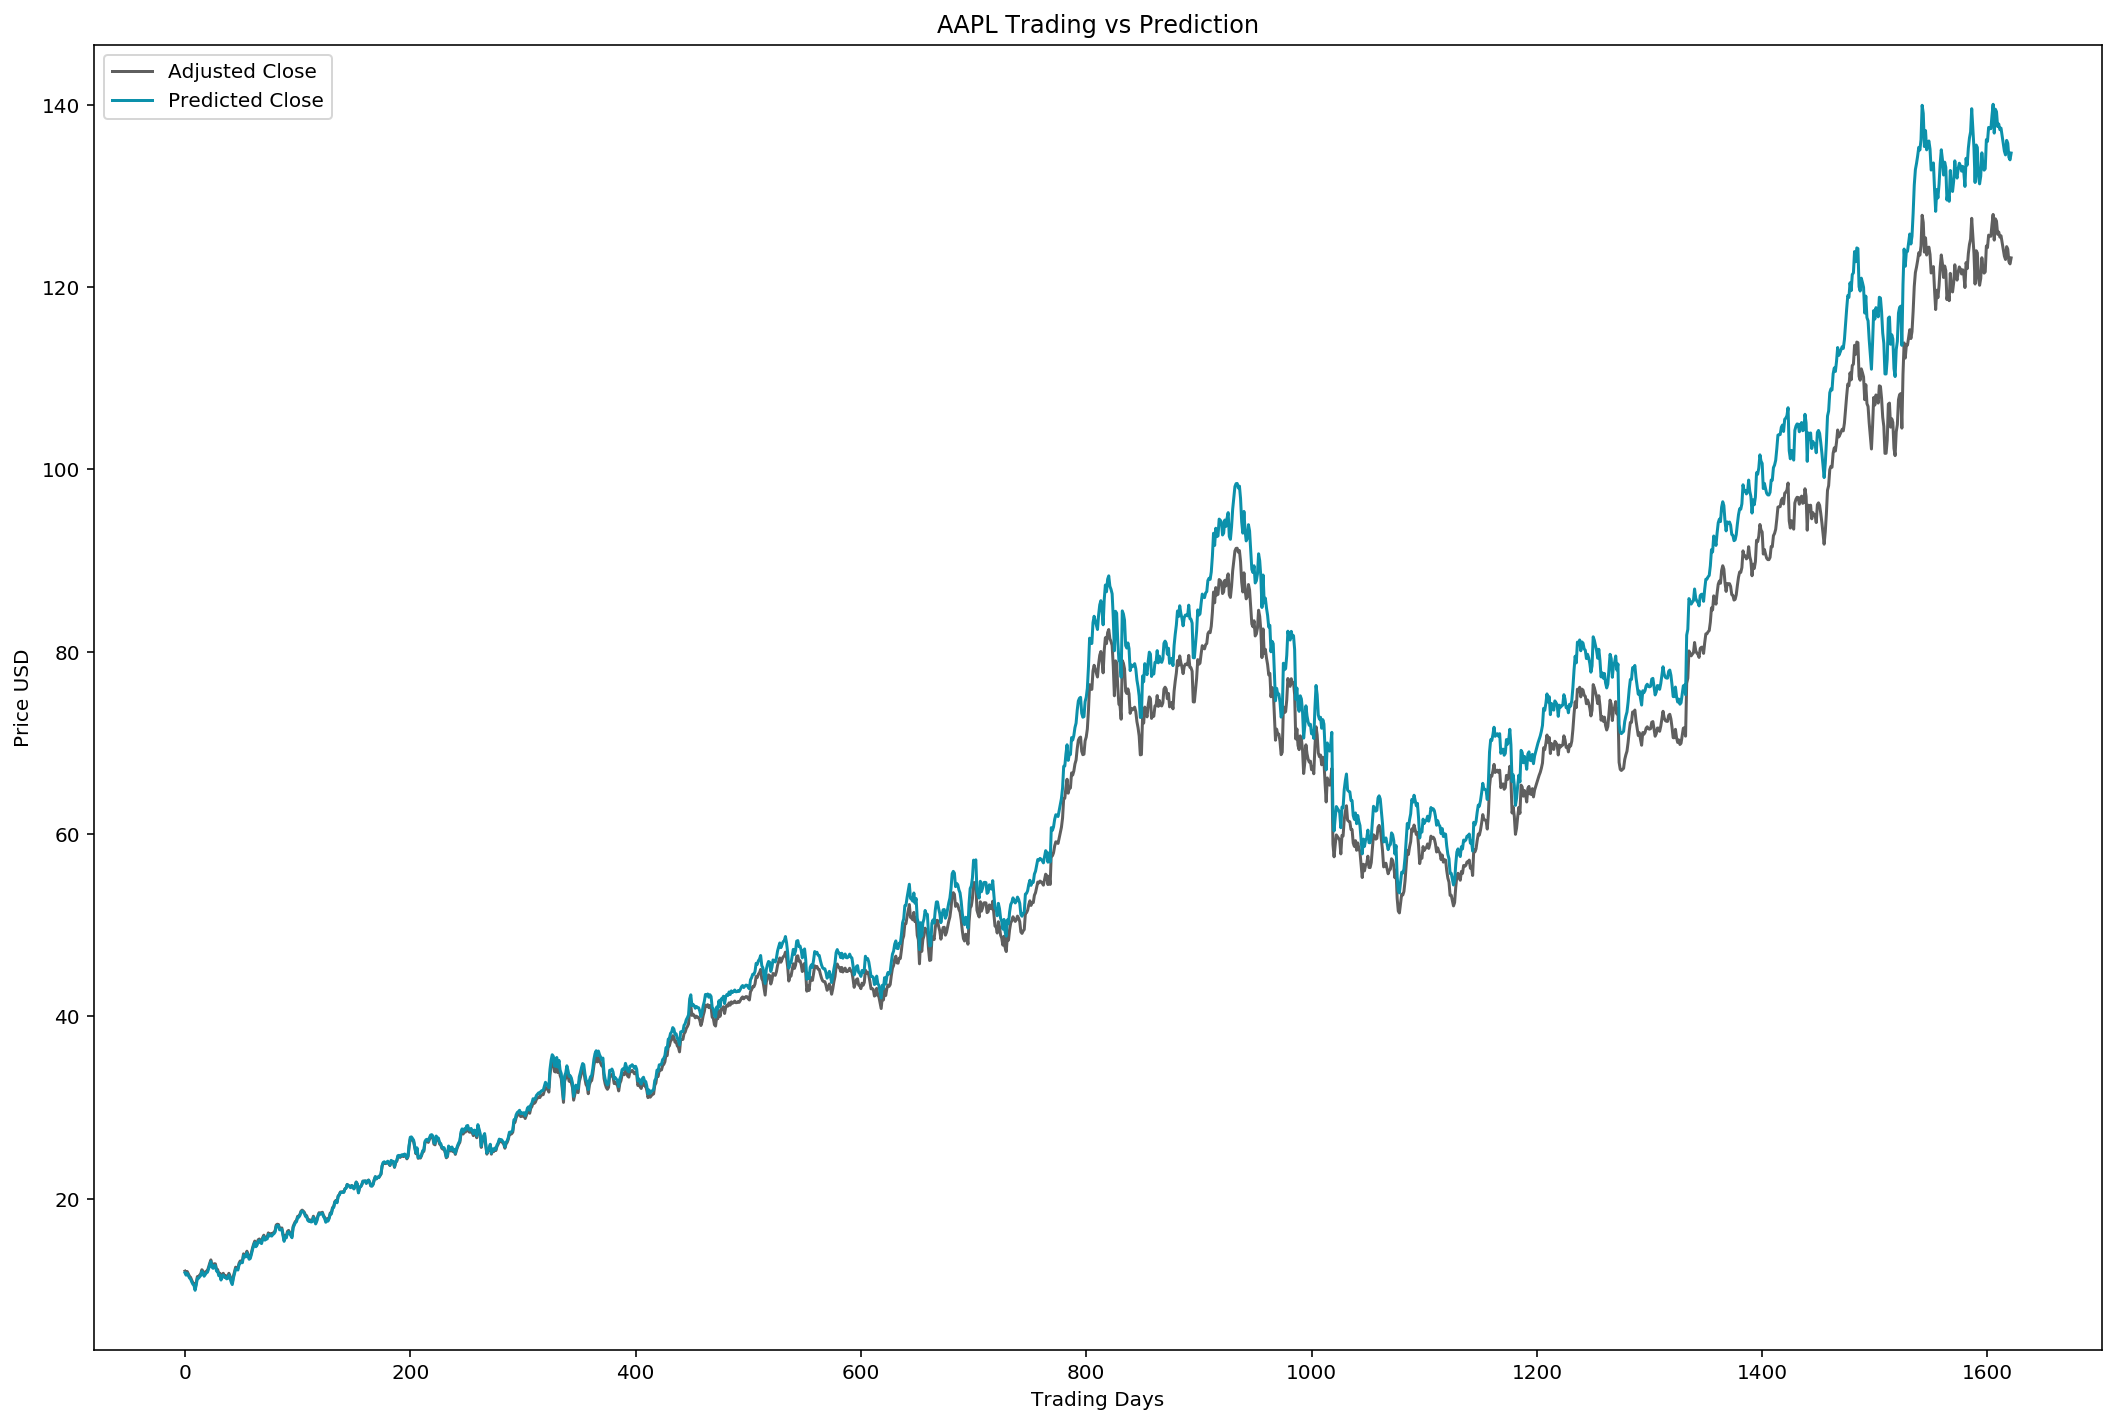 AAPL Trading vs Prediction
Adjusted Close
Predicted Close
140
120
100
80
60
40
20
Price USD
0 200 400 600 800 1000 1200 1400 1600
Trading Days